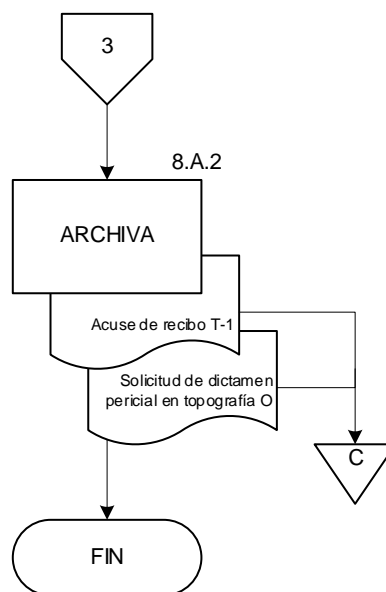 3
8.A.2
ARCHIVA
Acuse de recibo T-1
Solicitud de dictamen
pericial en topografía O
C
FIN